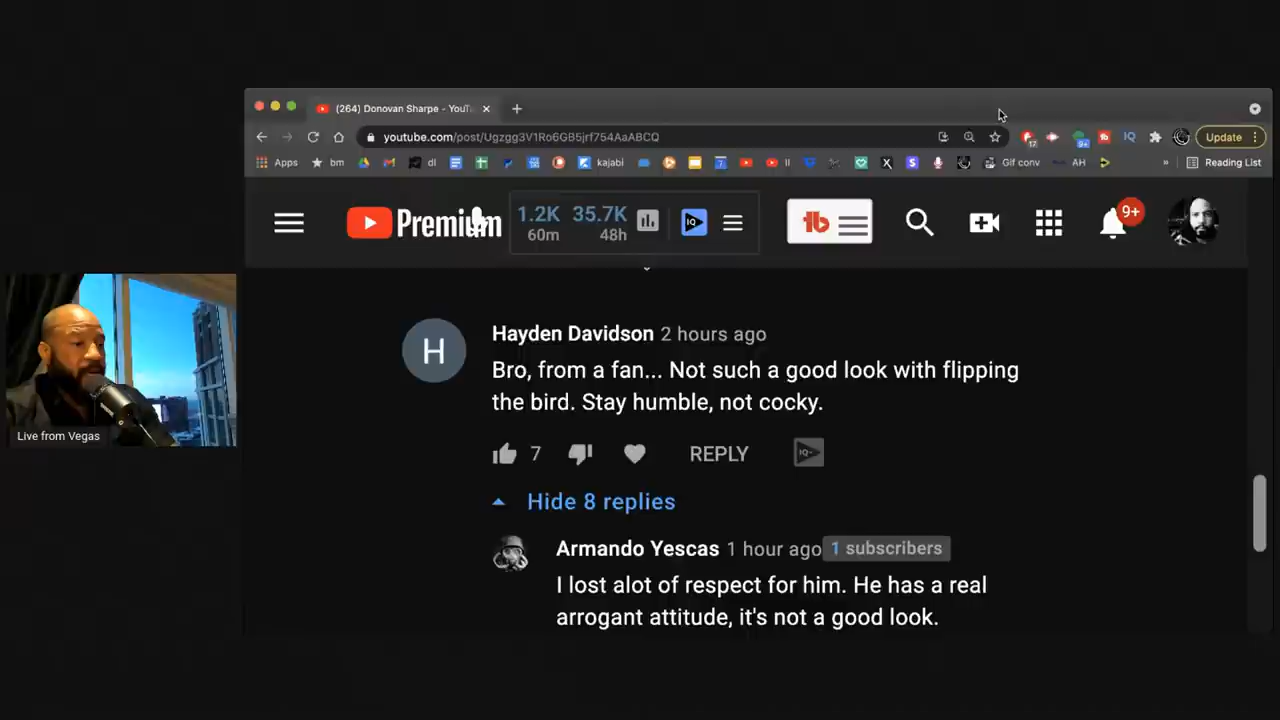 (264) Donovan Sharpe - YouTu
youtube.com/post/Ugzgg3V1Ro6GB5jrf754AaABCQ
Update
Apps
bm
dl
kajabi
II
Gif conv
AH
Reading List
Premium
1.2K 35.7K
60m 48h
IQ
9+
Hayden Davidson 2 hours ago
Bro, from a fan... Not such a good look with flipping
the bird. Stay humble, not cocky.
7 REPLY
Hide 8 replies
Armando Yescas 1 hour ago 1 subscribers
I lost alot of respect for him. He has a real
arrogant attitude, it's not a good look.
H
Live from Vegas